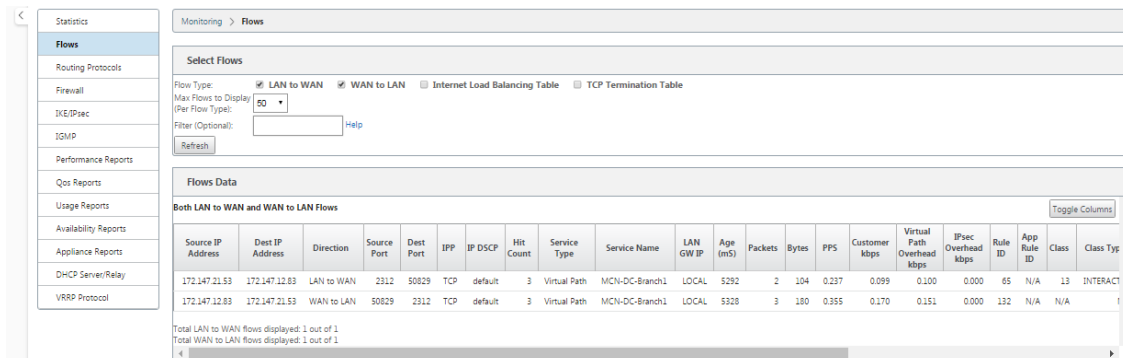 Statistics
Flows
Routing Protocols
Firewall
IKE/IPsec
IGMP
Performance Reports
Qos Reports
Usage Reports
Availability Reports
Appliance Reports
DHCP Server/Relay
VRRP Protocol
Monitoring > Flows
Select Flows
Flow Type: LAN to WAN WAN to LAN Internet Load Balancing Table TCP Termination Table
Max Flows to Display (Per Flow Type): 50
Filter (Optional): Help
Refresh
Flows Data
Both LAN to WAN and WAN to LAN Flows Toggle Columns
Source IP Address Dest IP Address Direction Source Port Dest Port IPP IP DSCP Hit Count Service Type Service Name LAN GW IP Age (mS) Packets Bytes PPS Customer kbps Virtual Path Overhead kbps IPsec Overhead kbps Rule ID App Rule ID Class Class Typ
172.147.21.53 172.147.12.83 LAN to WAN 2312 50829 TCP default 3 Virtual Path MCN-DC-Branch1 LOCAL 5292 2 104 0.237 0.099 0.100 0.000 65 N/A 13 INTERACT
172.147.12.83 172.147.21.53 WAN to LAN 50829 2312 TCP default 3 Virtual Path MCN-DC-Branch1 LOCAL 5328 3 180 0.355 0.170 0.151 0.000 132 N/A N/A
Total LAN to WAN flows displayed: 1 out of 1
Total WAN to LAN flows displayed: 1 out of 1